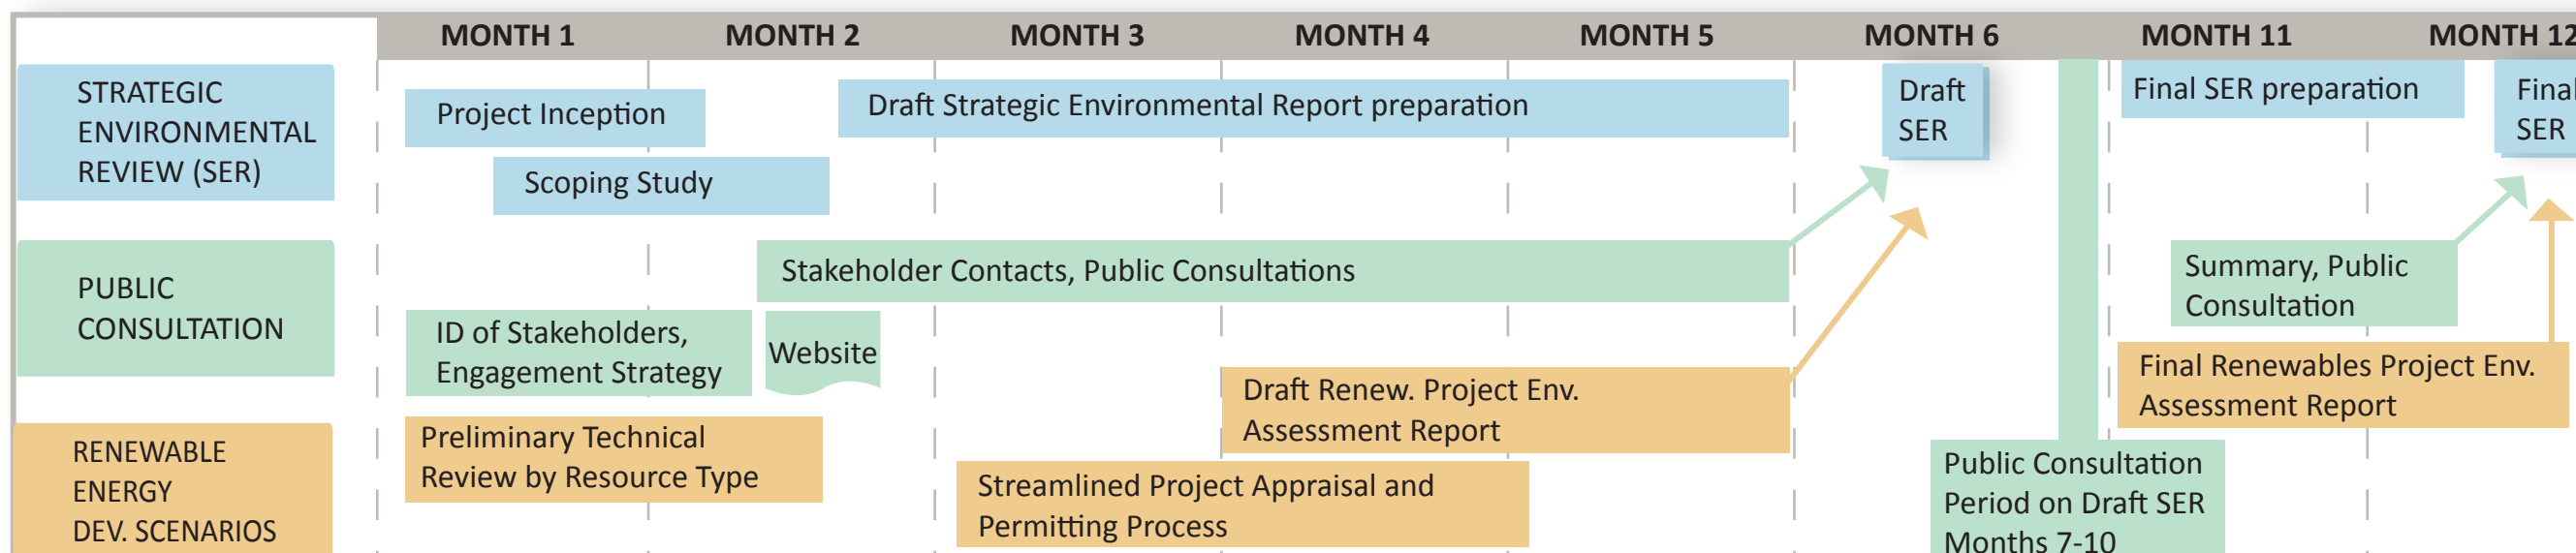 MONTH 1 MONTH 2 MONTH 3 MONTH 4 MONTH 5 MONTH 6 MONTH 11 MONTH 12
STRATEGIC
ENVIRONMENTAL
REVIEW (SER)
Project Inception
Scoping Study
Draft Strategic Environmental Report preparation
Draft
SER
Final SER preparation
Final
SER
PUBLIC
CONSULTATION
Stakeholder Contacts, Public Consultations
ID of Stakeholders,
Engagement Strategy
Website
Summary, Public
Consultation
RENEWABLE
ENERGY
DEV. SCENARIOS
Preliminary Technical
Review by Resource Type
Draft Renew. Project Env.
Assessment Report
Streamlined Project Appraisal and
Permitting Process
Final Renewables Project Env.
Assessment Report
Public Consultation
Period on Draft SER
Months 7-10